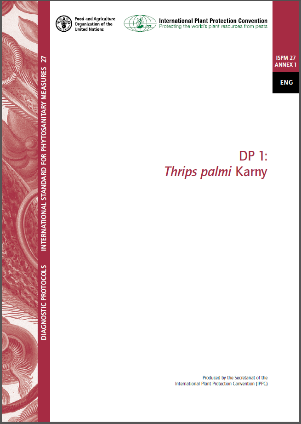 Food and Agriculture
Organization of the
United Nations
International Plant Protection Convention
Protecting the world's plant resources from pests
ISPM 27
ANNEX 1
ENG
INTERNATIONAL STANDARD FOR PHYTOSANITARY MEASURES 27
DIAGNOSTIC PROTOCOLS
DP 1:
Thrips palmi Karny
Produced by the secretariat of the
International Plant Protection Convention (IPPC)